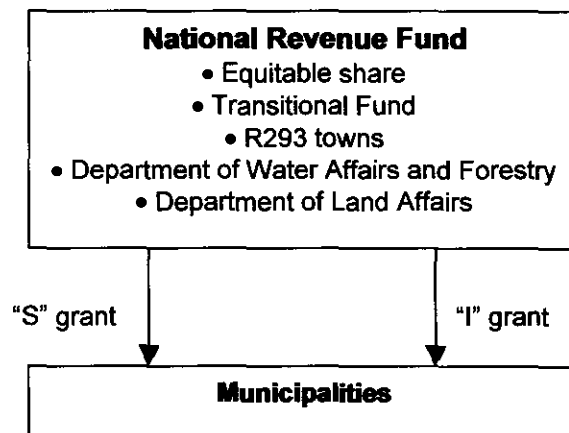 National Revenue Fund
• Equitable share
• Transitional Fund
• R293 towns
• Department of Water Affairs and Forestry
• Department of Land Affairs
“S” grant
“I” grant
Municipalities